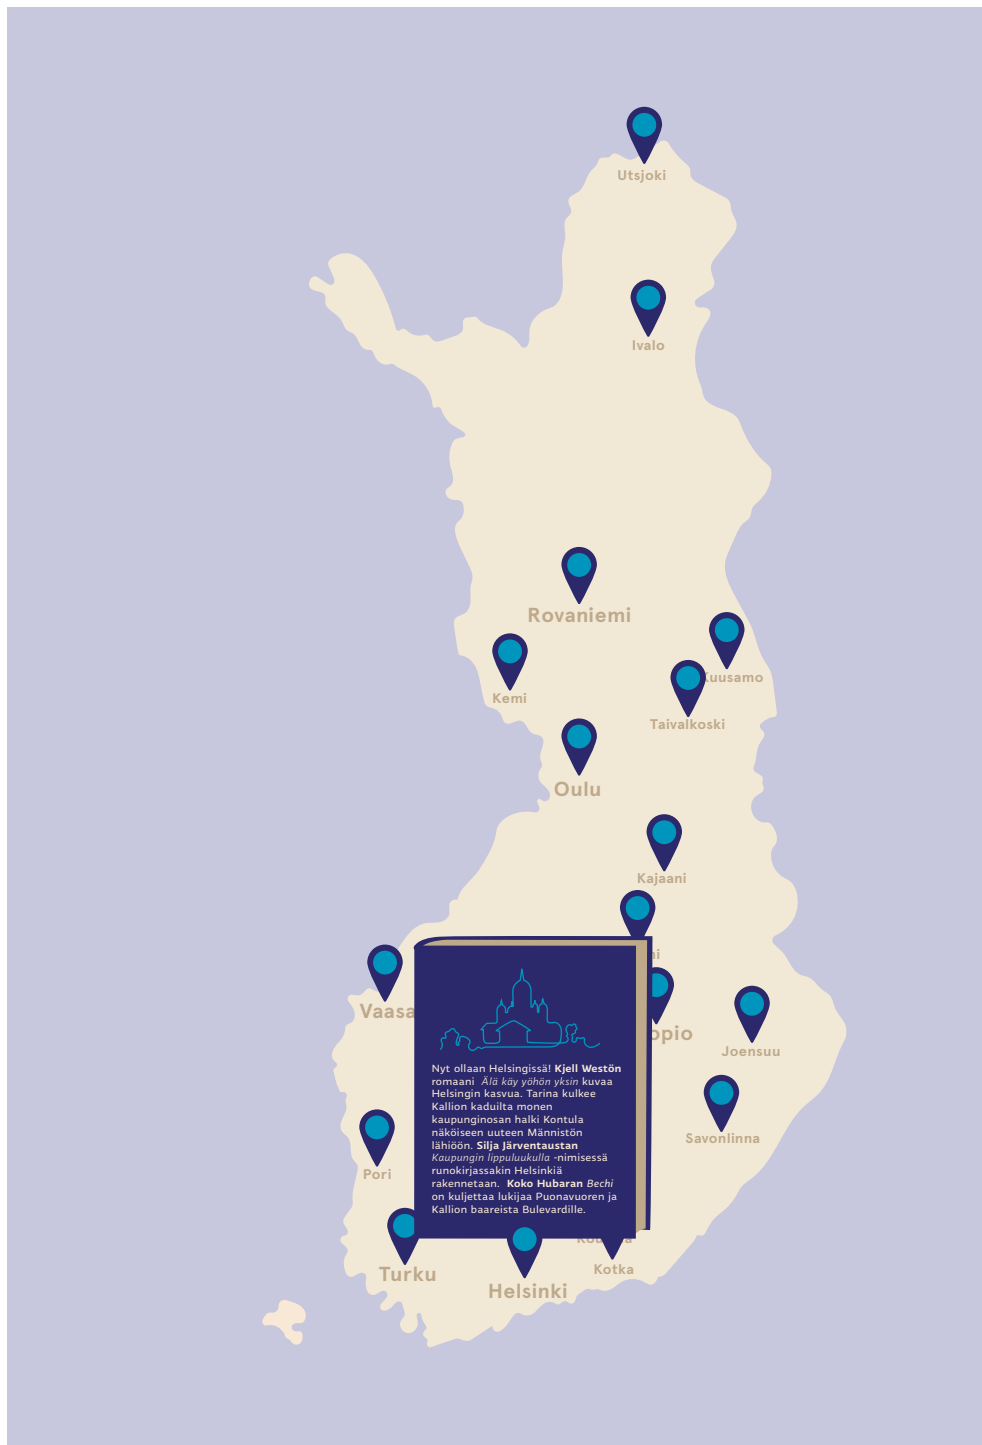 Utsjoki
Ivalo
Rovaniemi
Kuusamo
Kemi
Taivalkoski
Oulu
Kajaani
Vaasa
Joensuu
Nyt ollaan Helsingissä! Kjell Westön
romaani Älä käy yöhön yksin kuvaa
Helsingin kasvua. Tarina kulkee
Kallion kaduilta monen
kaupunginosan halki Kontula
näköiseen uuteen Männistön
lähiöön. Silja Järventaustan
Kaupungin lippuluukulla -nimisessä
runokirjassakin Helsinkiä
rakennetaan. Koko Hubaran Bechi
on kuljettaa lukijaa Puonavuoren ja
Kallion baareista Bulevardille.
Savonlinna
Pori
Kotka
Turku
Helsinki